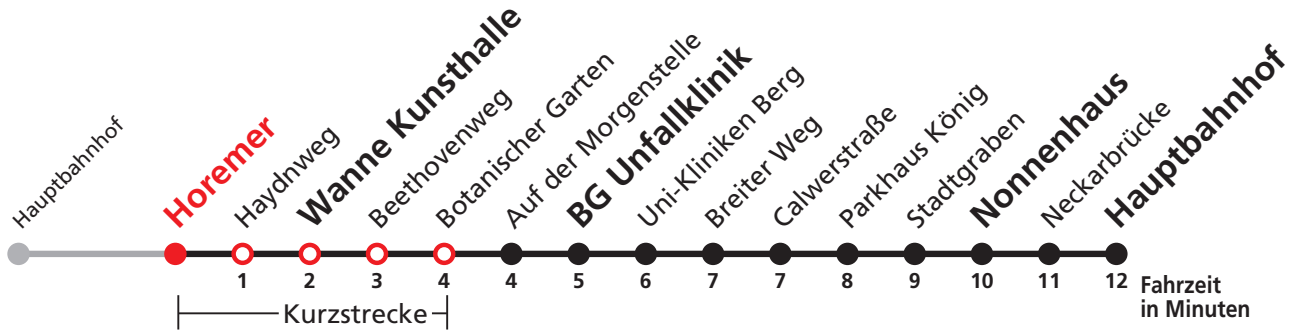 Hauptbahnhof
Horemer
Haydnweg
Wanne Kunsthalle
Beethovenweg
Botanischer Garten
Auf der Morgenstelle
BG Unfallklinik
Uni-Kliniken Berg
Breiter Weg
Calwerstraße
Parkhaus König
Stadtgraben
Nonnenhaus
Neckarbrücke
Hauptbahnhof
1 2 3 4 4 5 6 7 7 8 9 10 11 12 Fahrzeit
in Minuten
Kurzstrecke